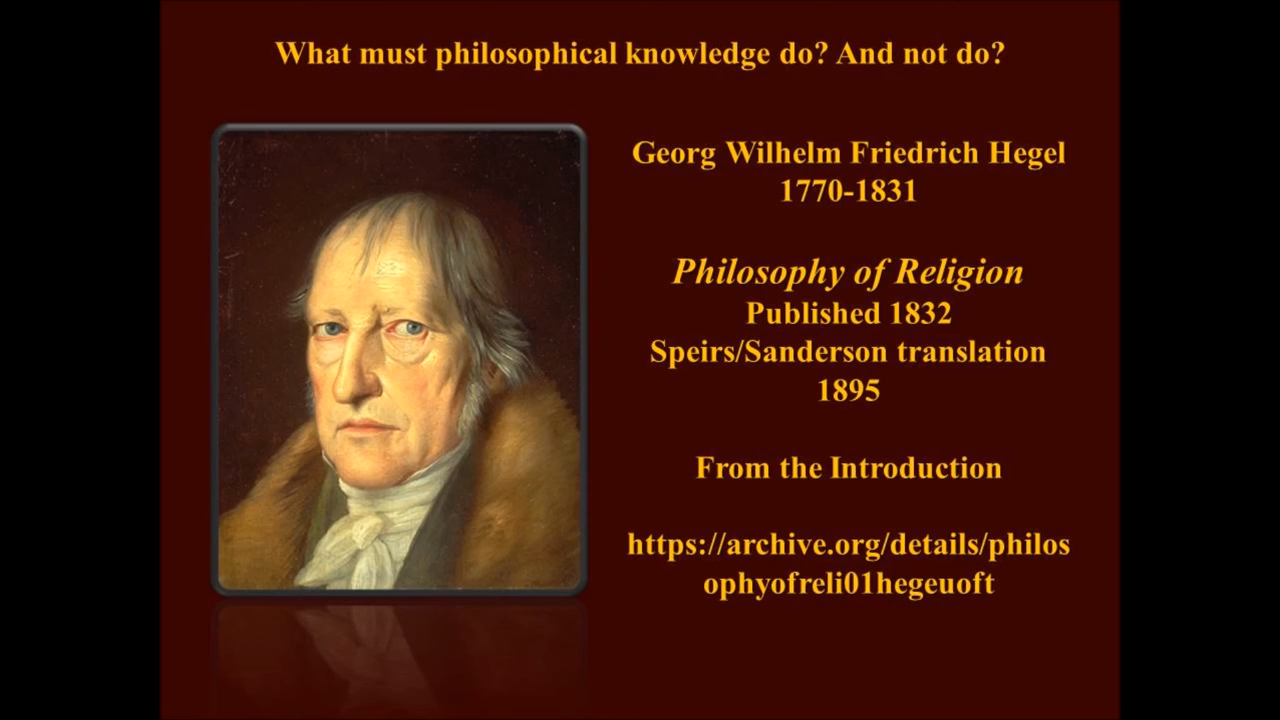 What must philosophical knowledge do? And not do?
Georg Wilhelm Friedrich Hegel
1770-1831
Philosophy of Religion
Published 1832
Speirs/Sanderson translation
1895
From the Introduction
https://archive.org/details/philos
ophyofreli01hegeuoft